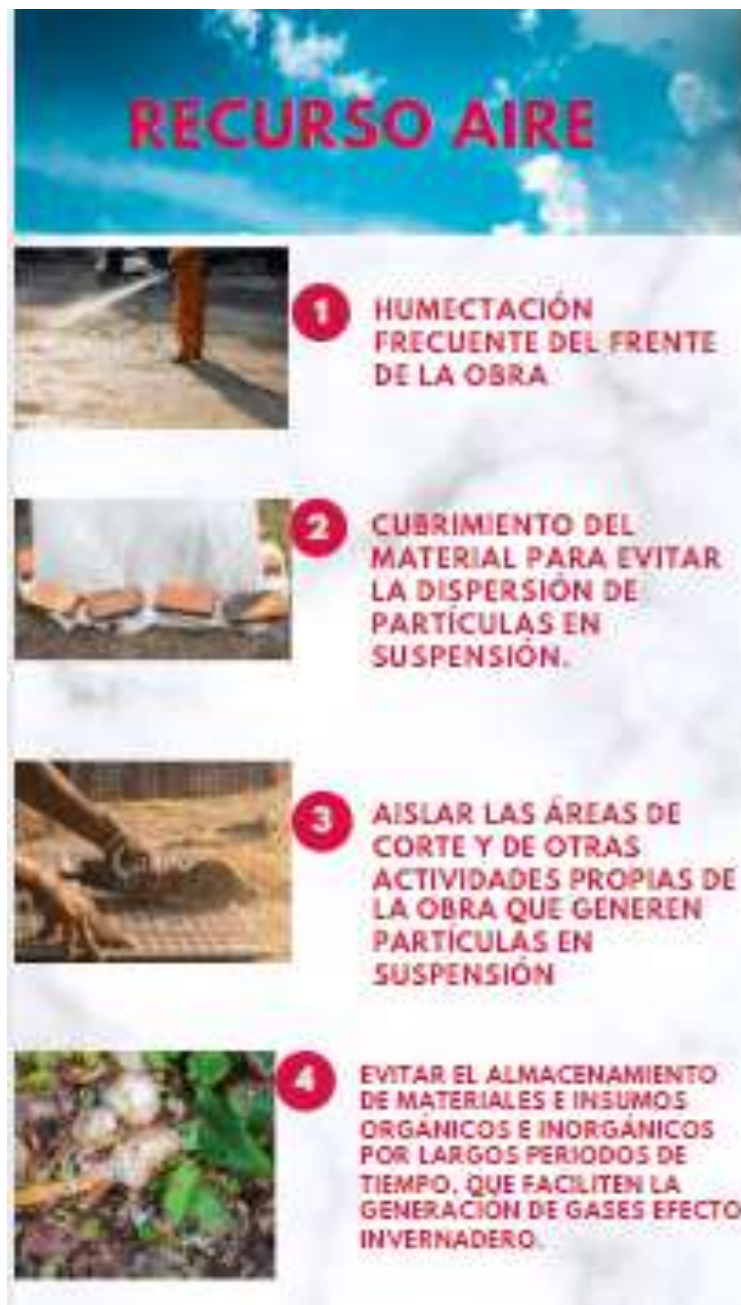 RECURSO AIRE
1
HUMECTACIÓN
FRECUENTE DEL FRENTE
DE LA OBRA
2
CUBRIMIENTO DEL
MATERIAL PARA EVITAR
LA DISPERSIÓN DE
PARTÍCULAS EN
SUSPENSIÓN.
3
AISLAR LAS ÁREAS DE
CORTE Y DE OTRAS
ACTIVIDADES PROPIAS DE
LA OBRA QUE GENEREN
PARTÍCULAS EN
SUSPENSIÓN
4
EVITAR EL ALMACENAMIENTO
DE MATERIALES E INSUMOS
ORGÁNICOS E INORGÁNICOS
POR LARGOS PERIODOS DE
TIEMPO, QUE FACILITEN LA
GENERACIÓN DE GASES EFECTO
INVERNADERO.